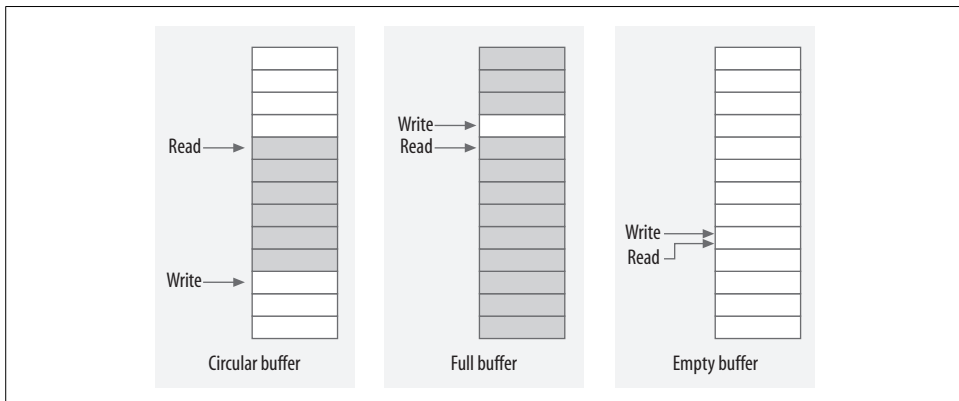 Read
Write
Circular buffer
Write
Read
Full buffer
Write
Read
Empty buffer